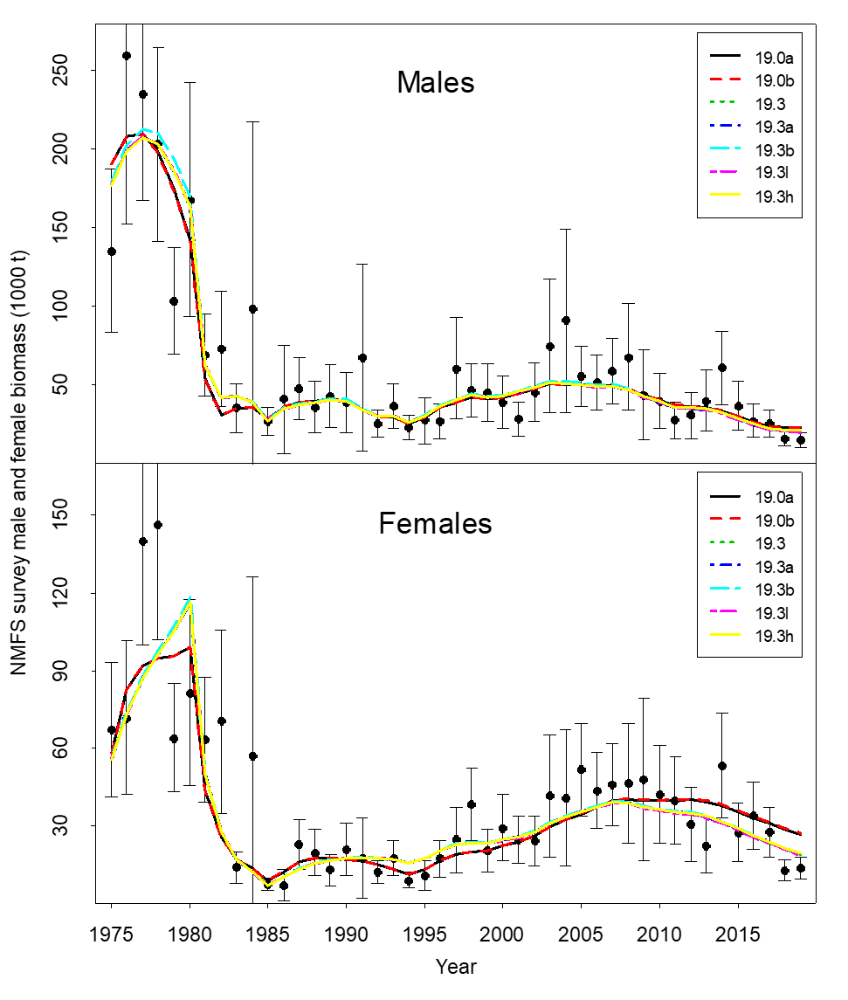 NMFS survey male and female biomass (1000 t)
Males
250
200
150
100
50
19.0a
19.0b
19.3
19.3a
19.3b
19.3l
19.3h
Females
150
120
90
60
30
19.0a
19.0b
19.3
19.3a
19.3b
19.3l
19.3h
1975 1980 1985 1990 1995 2000 2005 2010 2015
Year